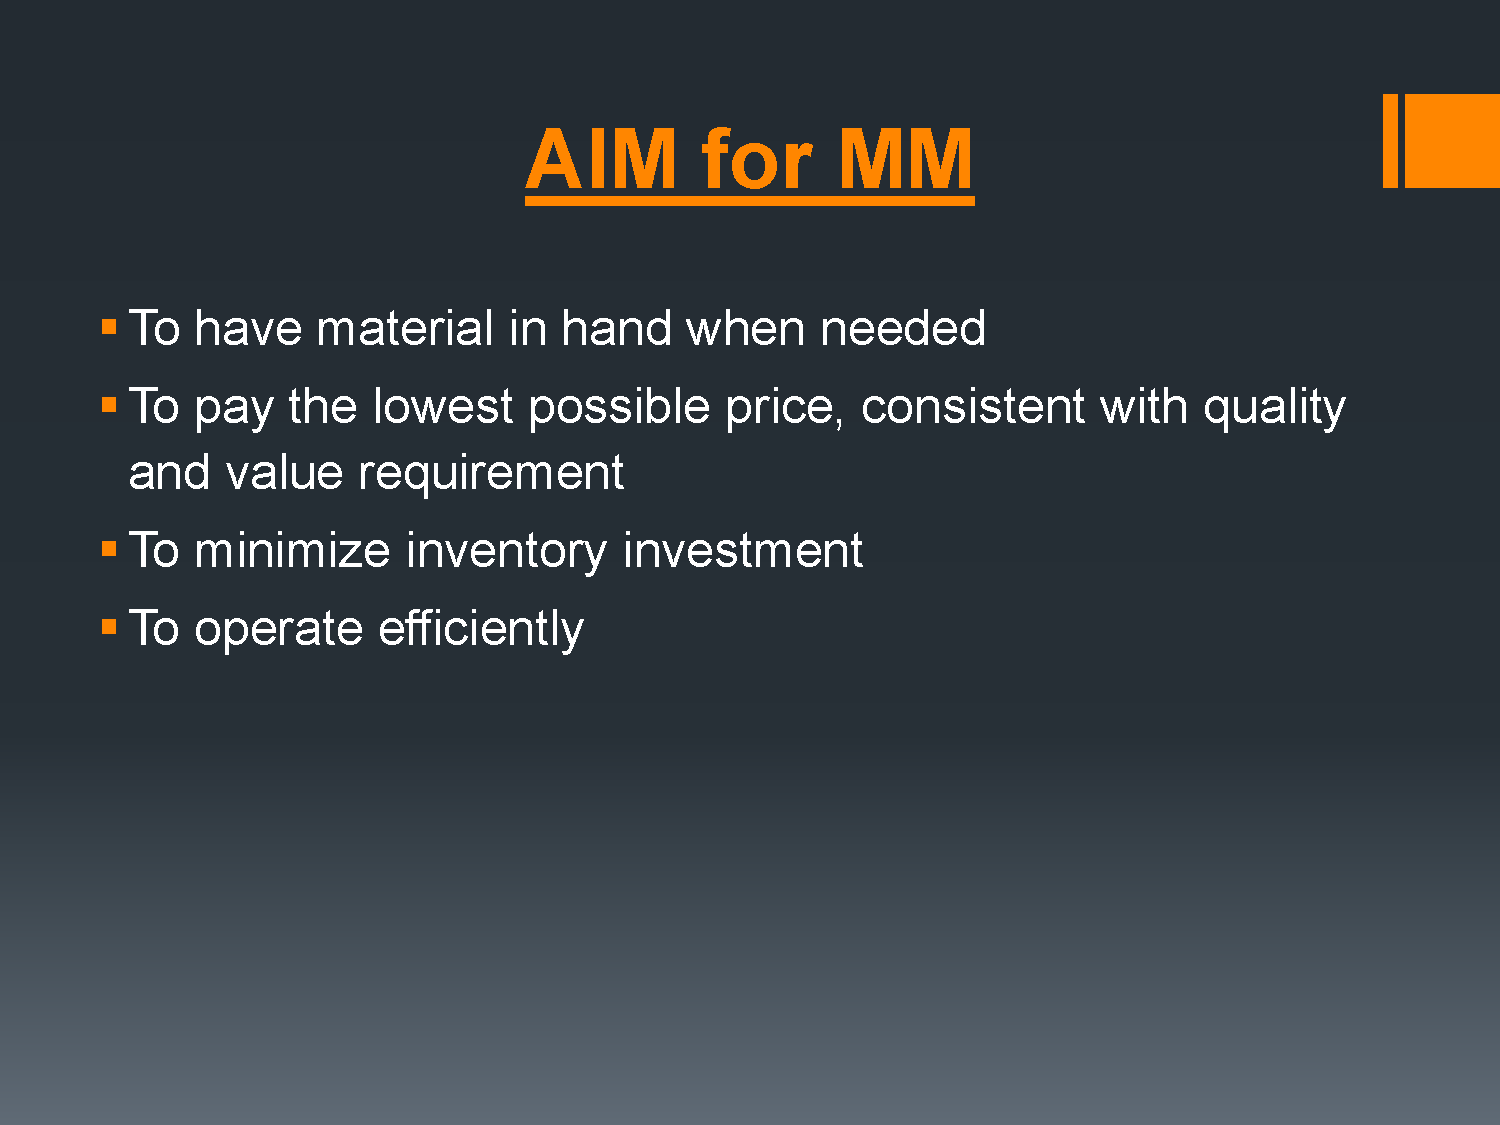 AIM for MM
▪ To have material in hand when needed
▪ To pay the lowest possible price, consistent with quality
and value requirement
▪ To minimize inventory investment
▪ To operate efficiently